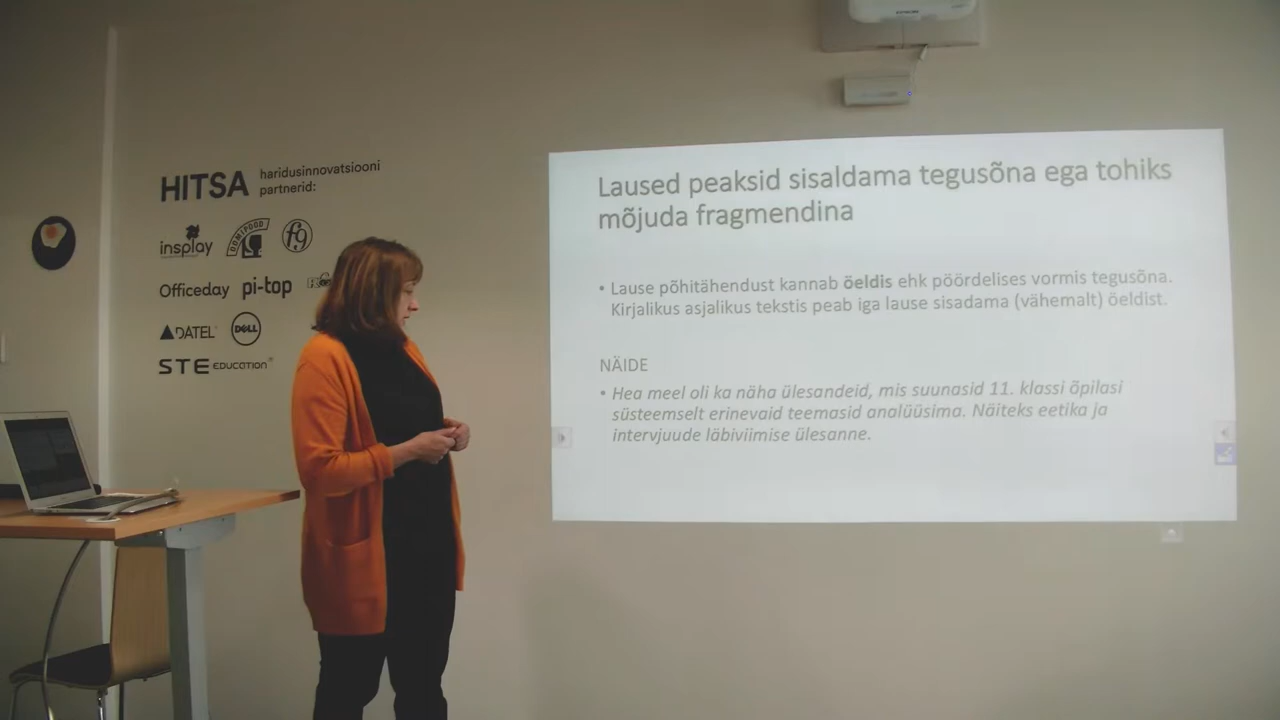 HITSA
haridusinnovatsiooni
partnerid:
insplay
OOMIPOOD
f9
Officeday
pi-top
DATEL
DELL
STE EDUCATION
Laused peaksid sisaldama tegusõna ega tohiks
mõjuda fragmendina
• Lause põhitähendust kannab öeldis ehk pöördelises vormis tegusõna.
Kirjalikus asjalikus tekstis peab iga lause sisadama (vähemalt) öeldist.
NÄIDE
• Hea meel oli ka näha ülesandeid, mis suunasid 11. klassi õpilasi
süsteemselt erinevaid teemasid analüüsima. Näiteks eetika ja
intervjuude läbiviimise ülesanne.